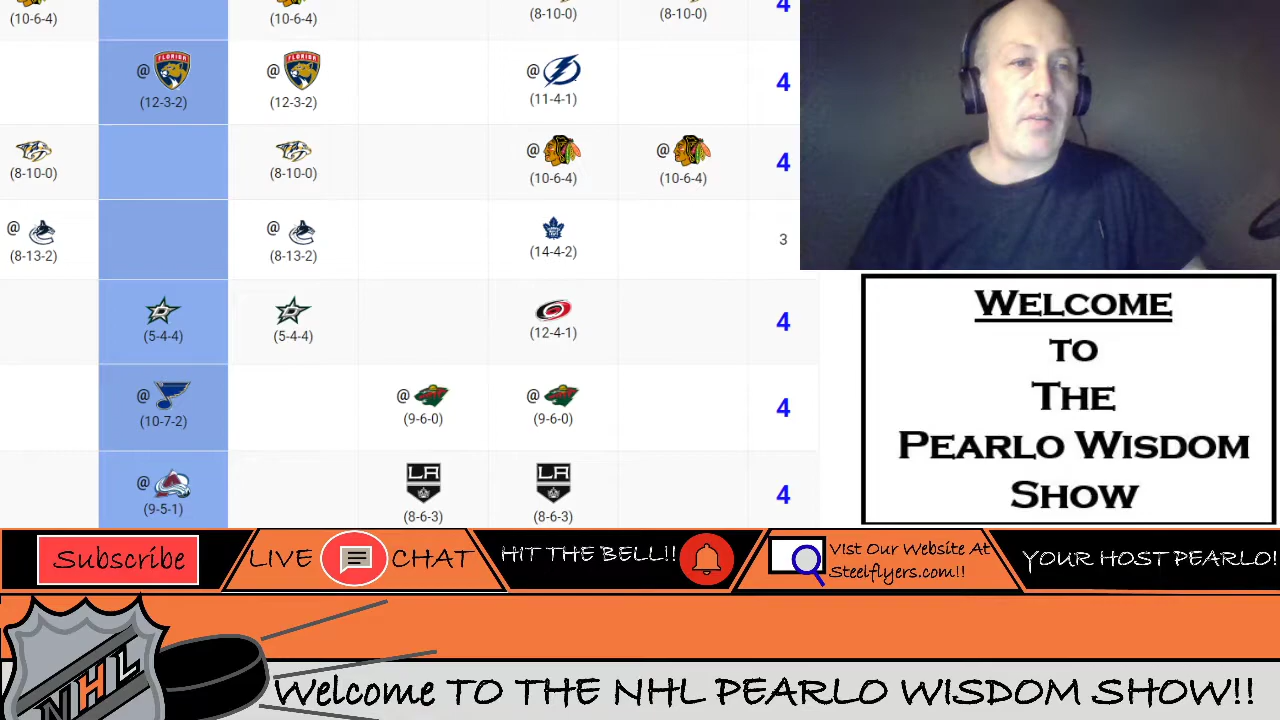 (10-6-4) (10-6-4) (8-10-0) (8-10-0) 4
@ FLORIDA @ FLORIDA @ 4
(12-3-2) (12-3-2) (11-4-1)
@ @ 4
(8-10-0) (8-10-0) (10-6-4) (10-6-4)
@ @ 3
(8-13-2) (8-13-2) (14-4-2)
D D 4
(5-4-4) (5-4-4) (12-4-1)
@ @ @ 4
(10-7-2) (9-6-0) (9-6-0)
@ LA LA 4
(9-5-1) (8-6-3) (8-6-3)
WELCOME
TO
THE
PEARLO WISDOM
SHOW
Subscribe
LIVE CHAT
HIT THE BELL!!
VIst Our Website At
Steelflyers.com!!
YOUR HOST PEARLO!
NHL
Welcome TO THE NHL PEARLO WISDOM SHOW!!